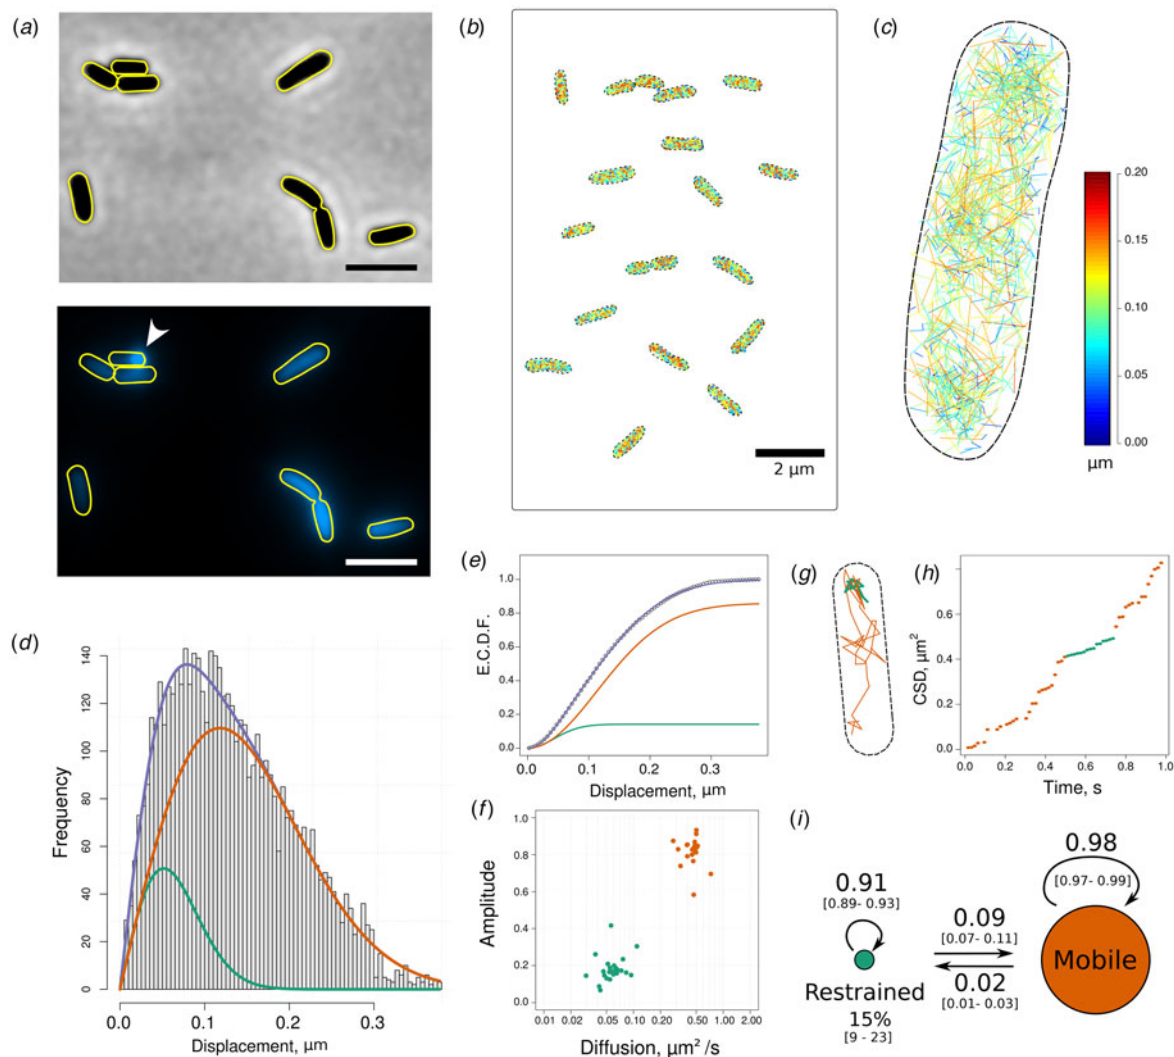 (a)
(b)
2 μm
(c)
0.20
0.15
0.10
0.05
0.00
μm
(d)
Frequency
140
120
100
80
60
40
20
0
0.0 0.1 0.2 0.3
Displacement, μm
(e)
E.C.D.F.
1.0
0.8
0.6
0.4
0.2
0.0
0.0 0.1 0.2 0.3
Displacement, μm
(f)
Amplitude
1.0
0.8
0.6
0.4
0.2
0.0
0.01 0.02 0.05 0.10 0.20 0.50 1.00 2.00
Diffusion, μm²/s
(g)
(h)
CSD, μm²
0.8
0.6
0.4
0.2
0.0
0.0 0.2 0.4 0.6 0.8 1.0
Time, s
(i)
0.91
[0.89- 0.93)
Restrained
15%
[9 - 23]
0.09
[0.07- 0.11]
0.02
[0.01- 0.03)
0.98
[0.97- 0.99]
Mobile